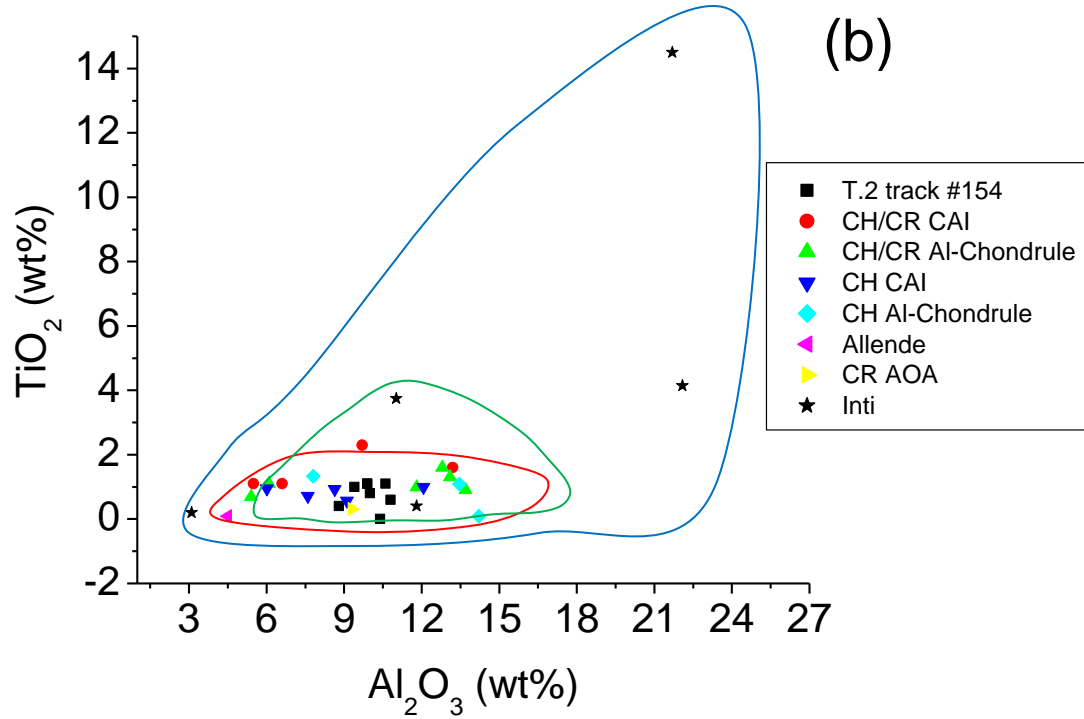 (b)
14
12
10
8
6
4
2
0
-2
TiO₂ (wt%)
3 6 9 12 15 18 21 24 27
Al₂O₃ (wt%)
T.2 track #154
CH/CR CAI
CH/CR Al-Chondrule
CH CAI
CH Al-Chondrule
Allende
CR AOA
Inti